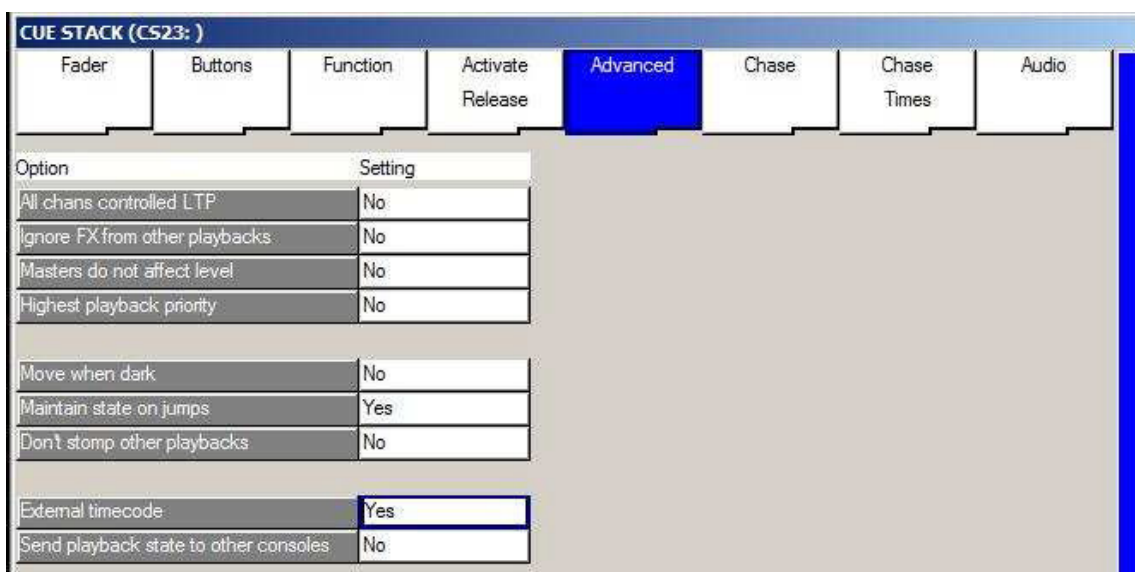 CUE STACK (CS23: )
Fader Buttons Function Activate Release Advanced Chase Chase Times Audio
Option Setting
All chans controlled LTP No
Ignore FX from other playbacks No
Masters do not affect level No
Highest playback priority No
Move when dark No
Maintain state on jumps Yes
Don't stomp other playbacks No
External timecode Yes
Send playback state to other consoles No